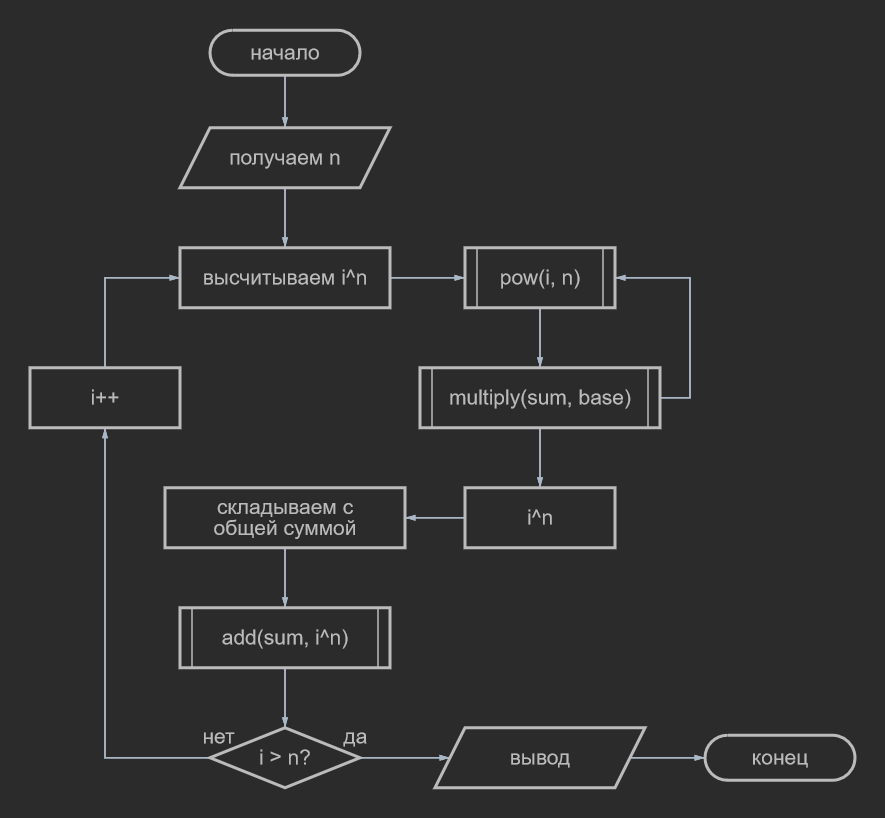 начало
получаем n
высчитываем i^n
pow(i, n)
i++
multiply(sum, base)
складываем с
общей суммой
i^n
add(sum, i^n)
нет
да
i > n?
вывод
конец